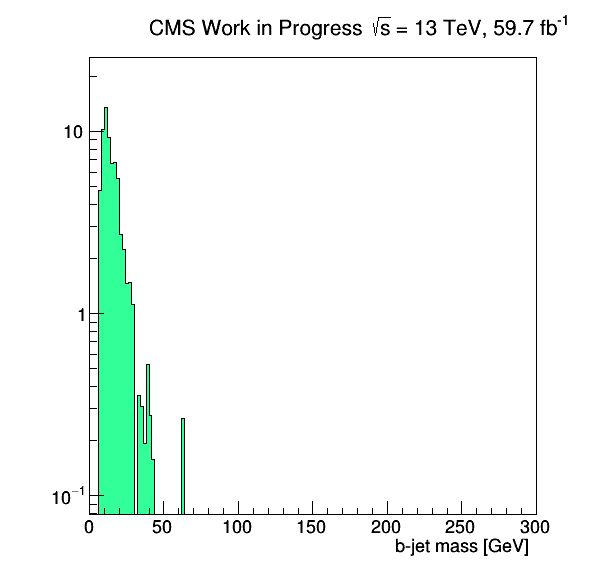 CMS Work in Progress √s = 13 TeV, 59.7 fb⁻¹
10
1
10⁻¹
0 50 100 150 200 250 300
b-jet mass [GeV]